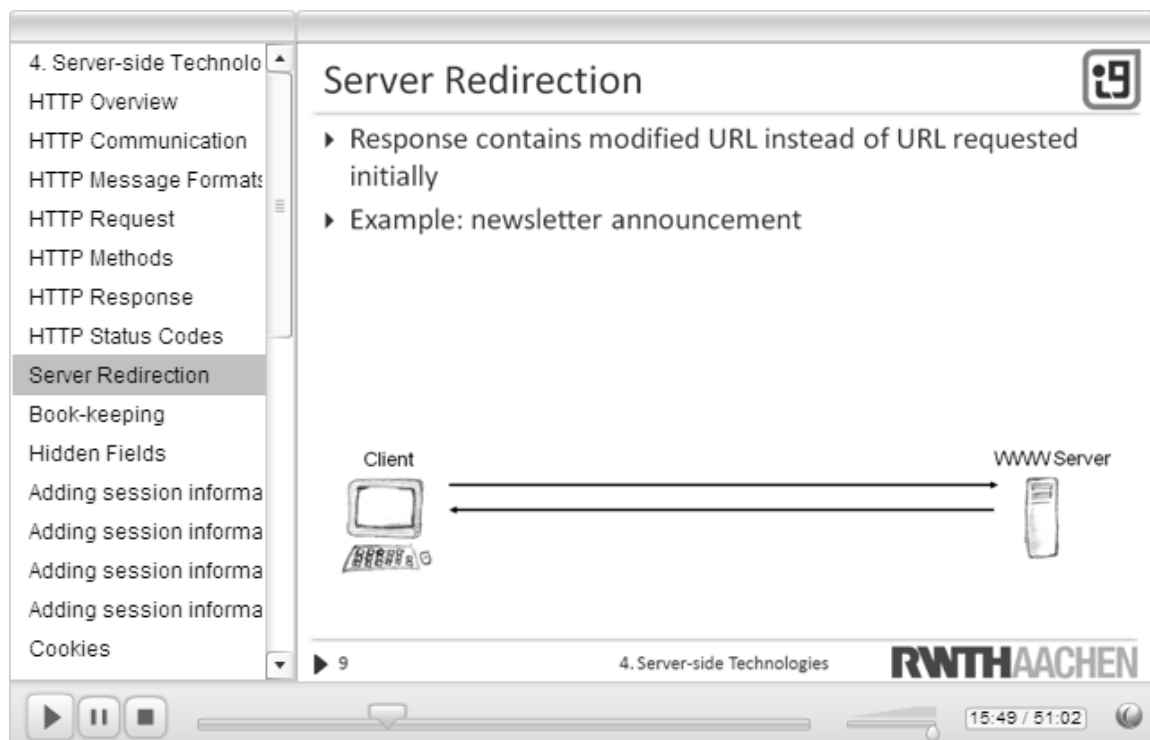 4. Server-side Technolo
HTTP Overview
HTTP Communication
HTTP Message Formats
HTTP Request
HTTP Methods
HTTP Response
HTTP Status Codes
Server Redirection
Book-keeping
Hidden Fields
Adding session informa
Adding session informa
Adding session informa
Adding session informa
Cookies
Server Redirection
i9
Response contains modified URL instead of URL requested
initially
Example: newsletter announcement
Client
WWW Server
9
4. Server-side Technologies
RWTHAACHEN
15:49 / 51:02